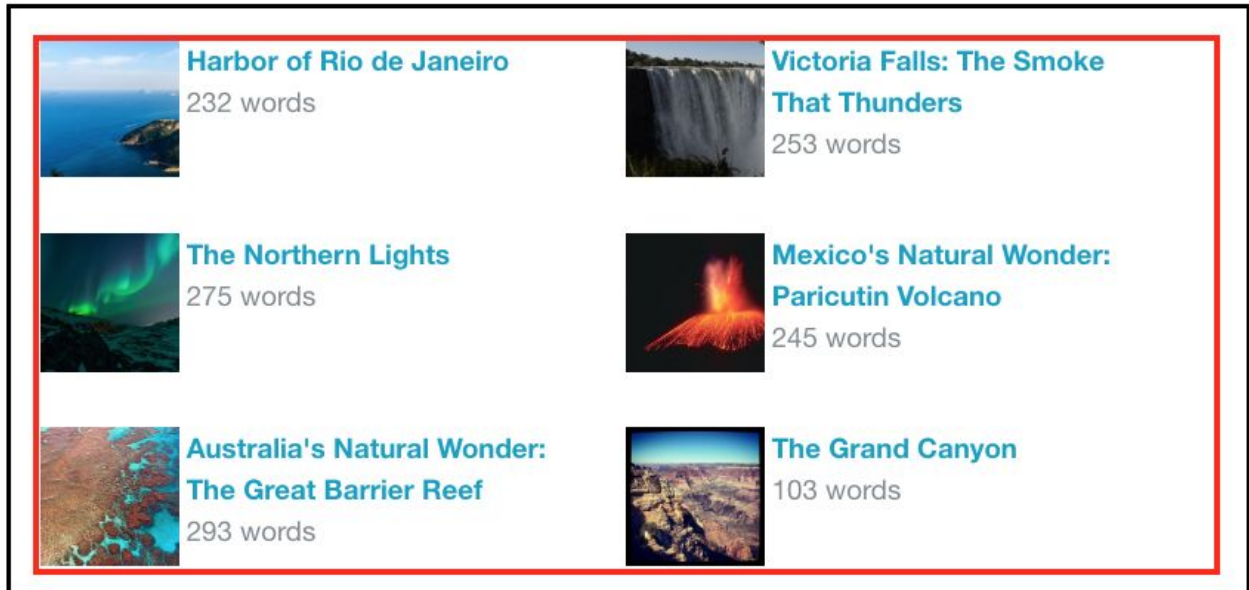 Harbor of Rio de Janeiro
232 words
Victoria Falls: The Smoke
That Thunders
253 words
The Northern Lights
275 words
Mexico's Natural Wonder:
Paricutin Volcano
245 words
Australia's Natural Wonder:
The Great Barrier Reef
293 words
The Grand Canyon
103 words